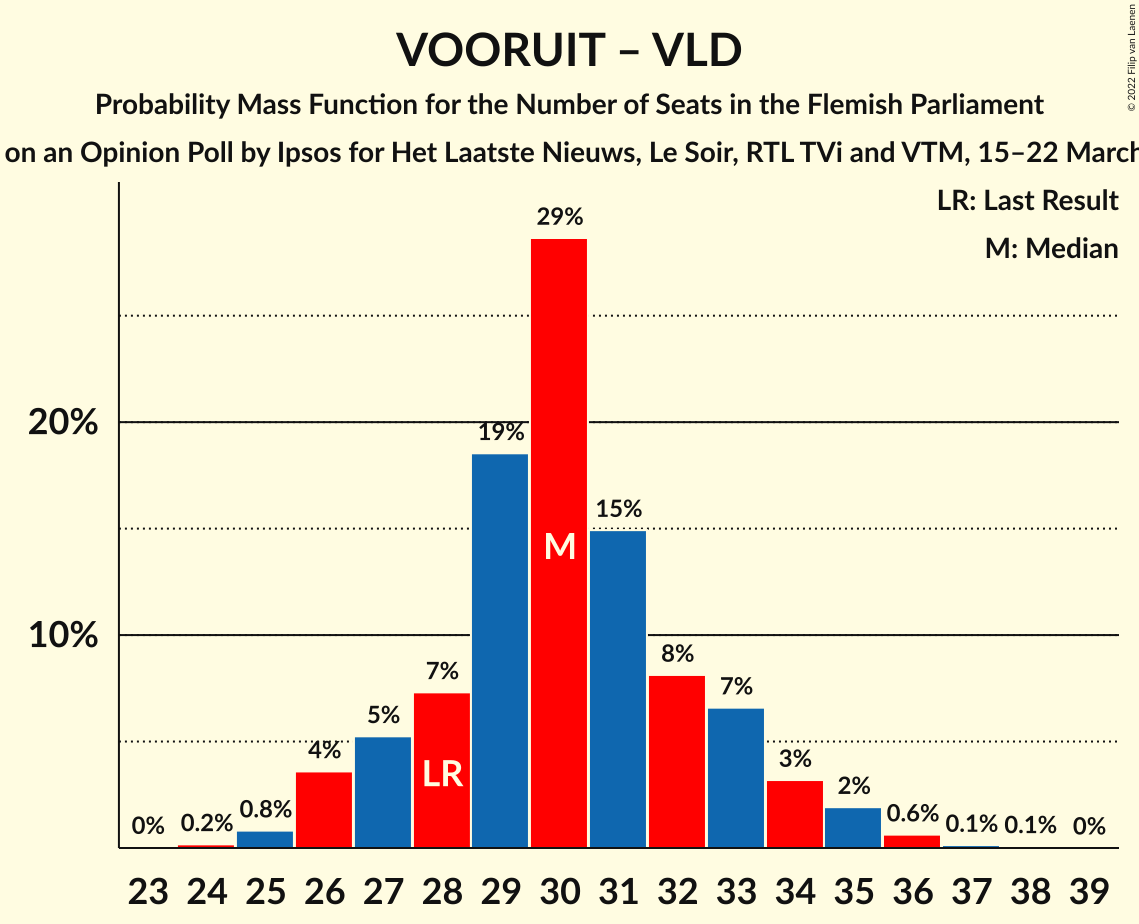 VOORUIT – VLD
Probability Mass Function for the Number of Seats in the Flemish Parliament
on an Opinion Poll by Ipsos for Het Laatste Nieuws, Le Soir, RTL TVi and VTM, 15–22 March
© 2022 Filip van Laenen
LR: Last Result
M: Median
20%
10%
0% 0.2% 0.8% 4% 5% 7% 19% 29% 15% 8% 7% 3% 2% 0.6% 0.1% 0.1% 0%
LR M
23 24 25 26 27 28 29 30 31 32 33 34 35 36 37 38 39